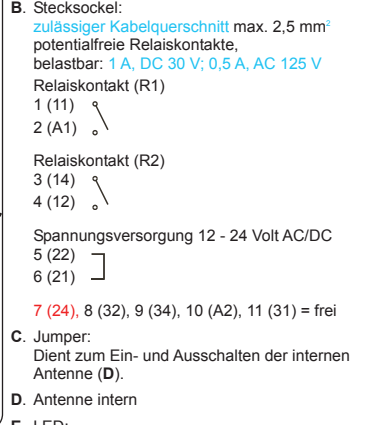 B. Stecksockel:
zulässiger Kabelquerschnitt max. 2,5 mm²
potentialfreie Relaiskontakte,
belastbar: 1 A, DC 30 V; 0,5 A, AC 125 V
Relaiskontakt (R1)
1 (11)
2 (A1)
Relaiskontakt (R2)
3 (14)
4 (12)
Spannungsversorgung 12 - 24 Volt AC/DC
5 (22)
6 (21)
7 (24), 8 (32), 9 (34), 10 (A2), 11 (31) = frei
C. Jumper:
Dient zum Ein- und Ausschalten der internen
Antenne (D).
D. Antenne intern
E. LED: